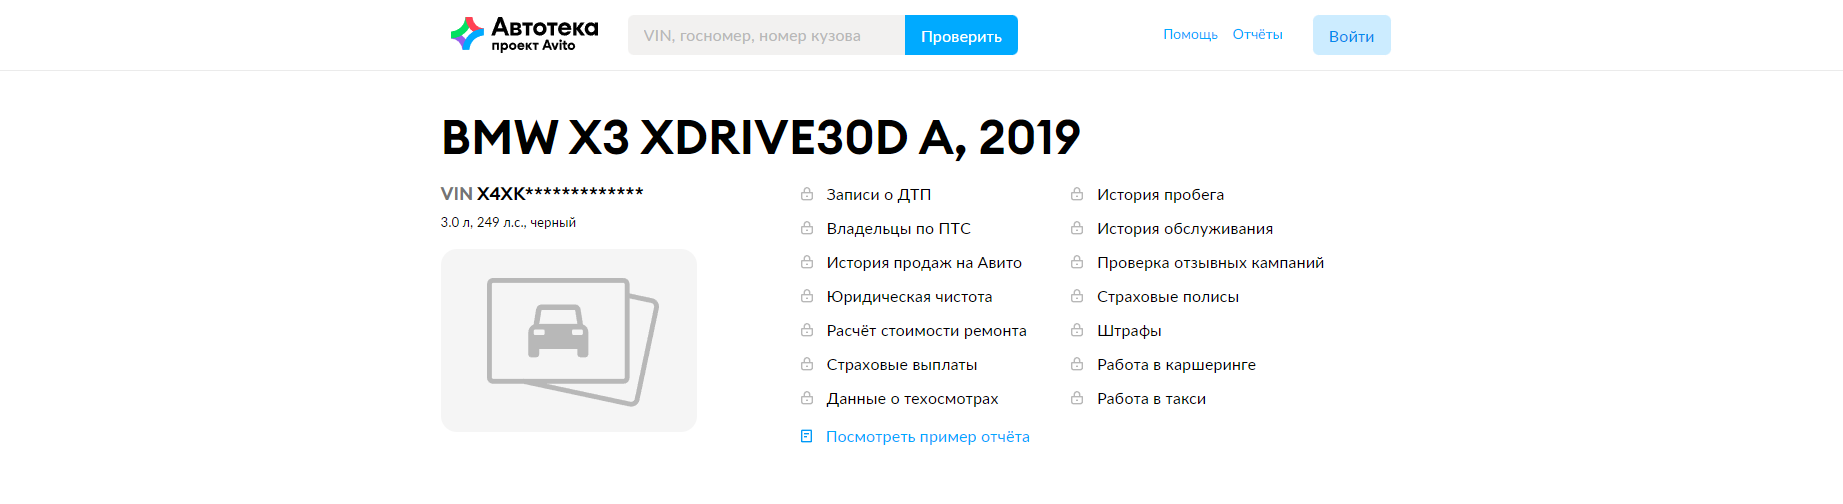 Автотека
проект Avito
VIN, госномер, номер кузова
Проверить
Помощь
Отчёты
Войти
BMW X3 XDRIVE30D A, 2019
VIN X4XK*************
3.0 л, 249 л.с., черный
Записи о ДТП
Владельцы по ПТС
История продаж на Авито
Юридическая чистота
Расчёт стоимости ремонта
Страховые выплаты
Данные о техосмотрах
История пробега
История обслуживания
Проверка отзывных кампаний
Страховые полисы
Штрафы
Работа в каршеринге
Работа в такси
Посмотреть пример отчёта